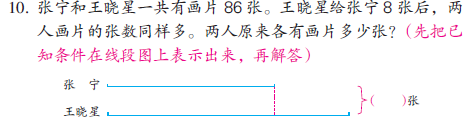 10. 张宁和王晓星一共有画片 86 张。王晓星给张宁 8 张后，两
人画片的张数同样多。两人原来各有画片多少张？（先把已
知条件在线段图上表示出来，再解答）
张 宁
（ ）张
王晓星